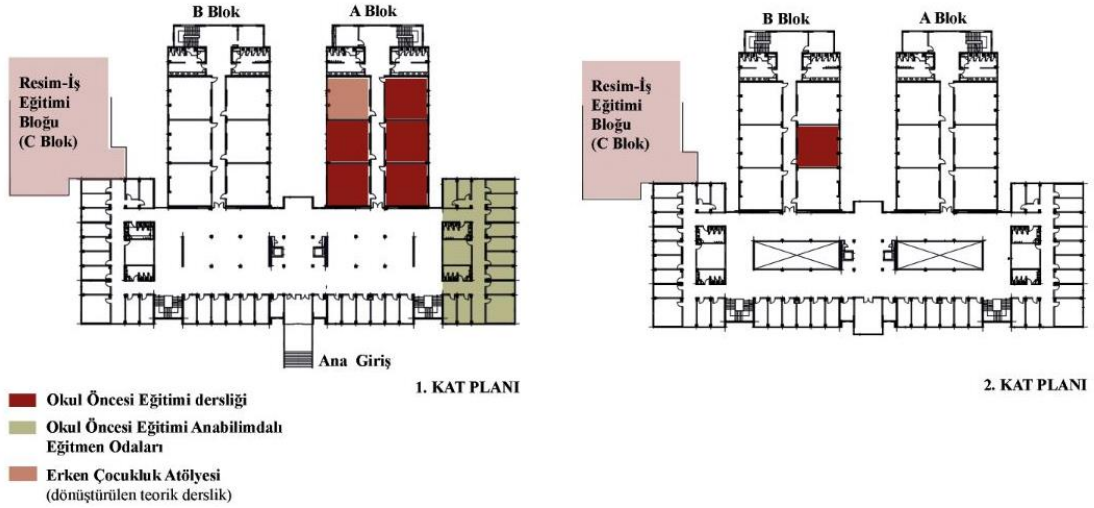 B Blok
A Blok
Resim-İş
Eğitimi
Bloğu
(C Blok)
Ana Giriş
1. KAT PLANI
Okul Öncesi Eğitimi dersliği
Okul Öncesi Eğitimi Anabilimdalı
Eğitmen Odaları
Erken Çocukluk Atölyesi
(dönüştürülen teorik derslik)
B Blok
A Blok
Resim-İş
Eğitimi
Bloğu
(C Blok)
2. KAT PLANI